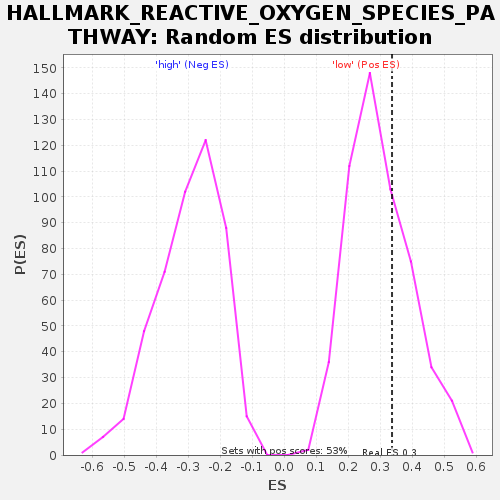 HALLMARK_REACTIVE_OXYGEN_SPECIES_PA
THWAY: Random ES distribution
'high' (Neg ES) 'low' (Pos ES)
150
140
130
120
110
100
90
80
70
60
50
40
30
20
10
0
P(ES)
Sets with pos scores: 53%
Real ES 0.3
-0.6 -0.5 -0.4 -0.3 -0.2 -0.1 0.0 0.1 0.2 0.3 0.4 0.5 0.6
ES